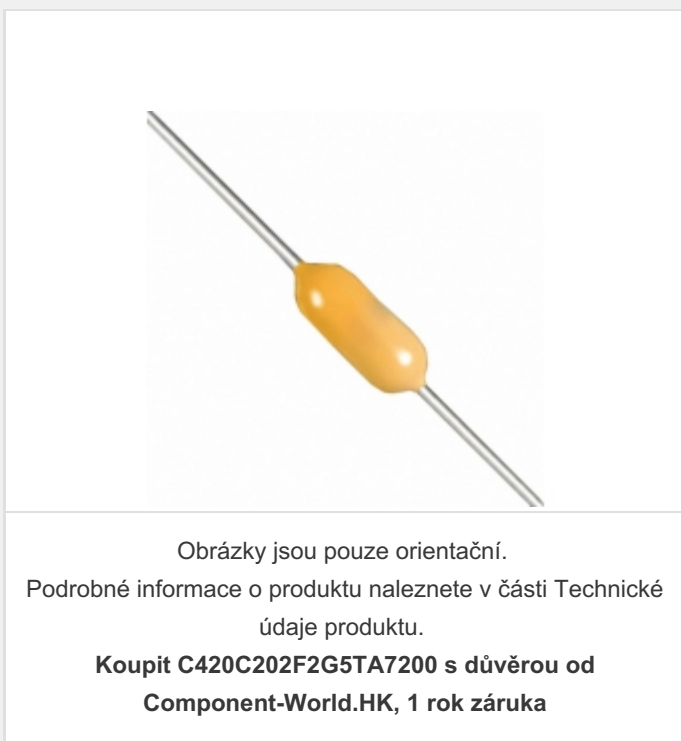 Obrázky jsou pouze orientační.
Podrobné informace o produktu naleznete v části Technické
údaje produktu.
Koupit C420C202F2G5TA7200 s důvěrou od
Component-World.HK, 1 rok záruka